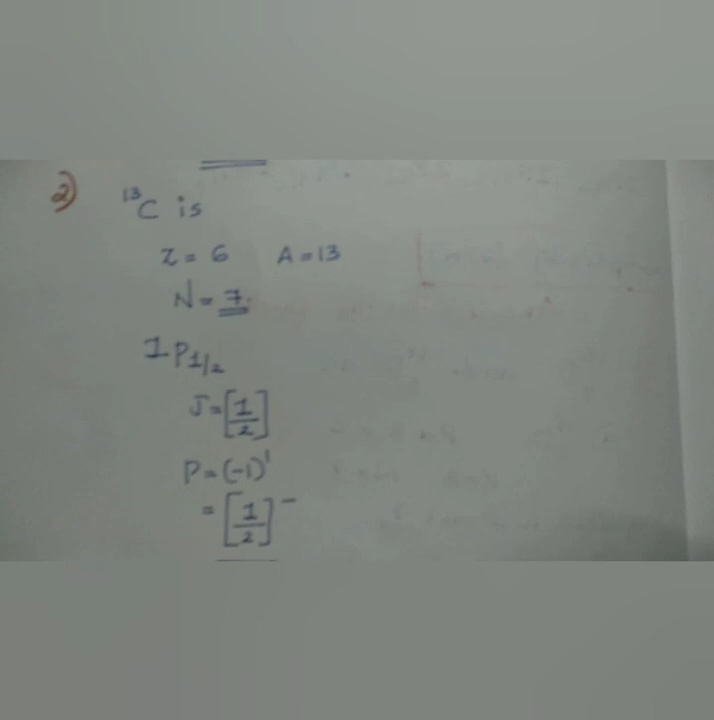 2) ¹³C is
Z = 6 A = 13
N = 7.
1P1/2
J = [1/2]
P = (-1)¹
= [1/2]⁻